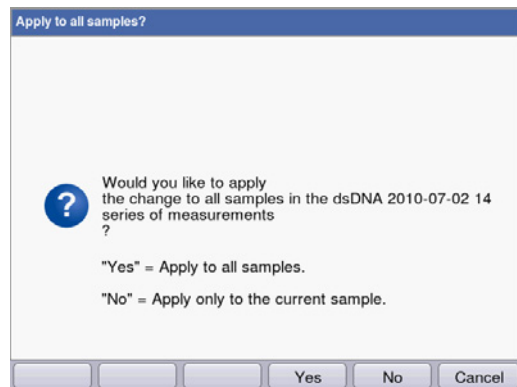 Apply to all samples?
?
Would you like to apply
the change to all samples in the dsDNA 2010-07-02 14
series of measurements
?
"Yes" = Apply to all samples.
"No" = Apply only to the current sample.
Yes No Cancel